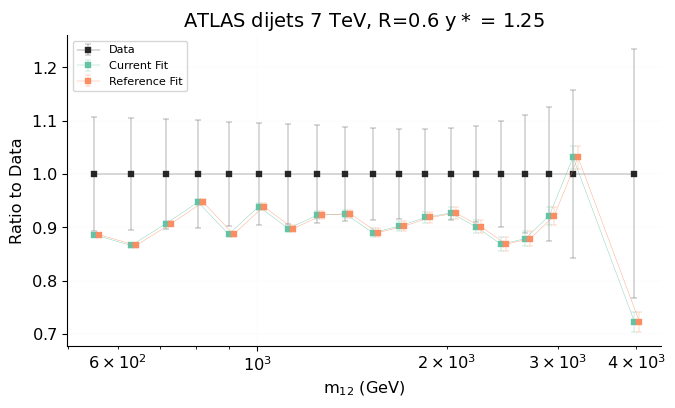 ATLAS dijets 7 TeV, R=0.6 y * = 1.25
Data
Current Fit
Reference Fit
Ratio to Data
1.2
1.1
1.0
0.9
0.8
0.7
6 × 10²
10³
2 × 10³
3 × 10³
4 × 10³
m₁₂ (GeV)